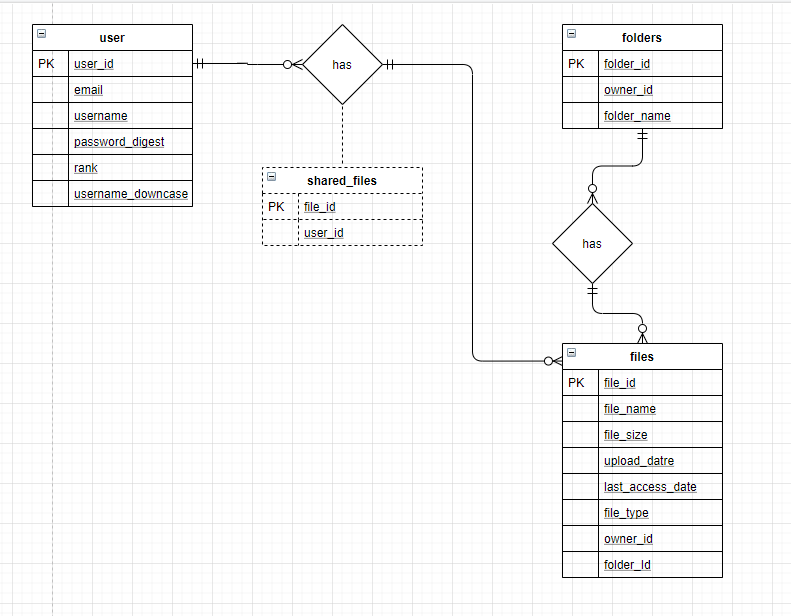 user
PK user_id
email
username
password_digest
rank
username_downcase
has
shared_files
PK file_id
user_id
folders
PK folder_id
owner_id
folder_name
has
files
PK file_id
file_name
file_size
upload_datre
last_access_date
file_type
owner_id
folder_Id